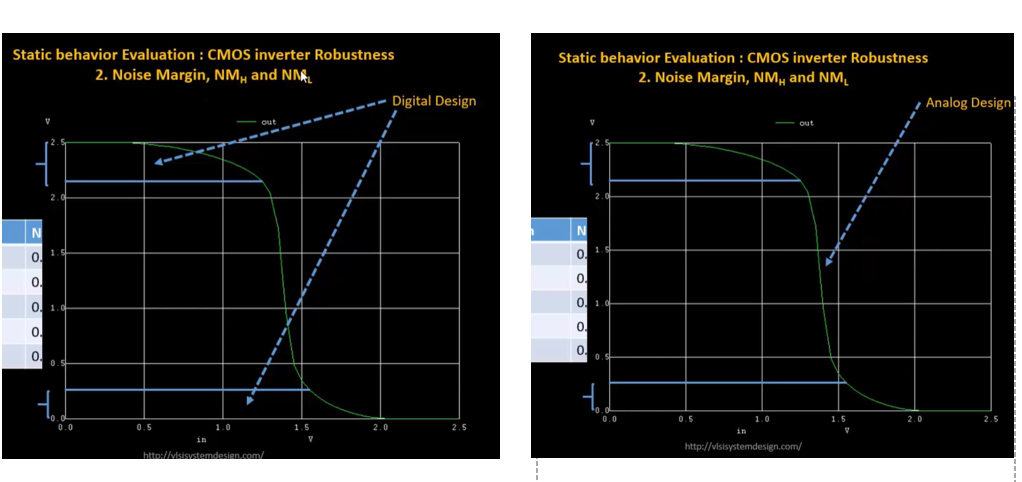 Static behavior Evaluation : CMOS inverter Robustness
2. Noise Margin, NMH and NML
Digital Design
V
out
2.5
2.0
N
1.5
0.
0.
1.0
0.
0.
0.5
0.
0.0
0.0 0.5 1.0 1.5 2.0 2.5
in V
http://vlsisystemdesign.com/
Static behavior Evaluation : CMOS inverter Robustness
2. Noise Margin, NMH and NML
Analog Design
V
out
2.5
2.0
N
1.5
0.
0.
1.0
0.
0.
0.5
0.
0.0
0.0 0.5 1.0 1.5 2.0 2.5
in V
http://vlsisystemdesign.com/